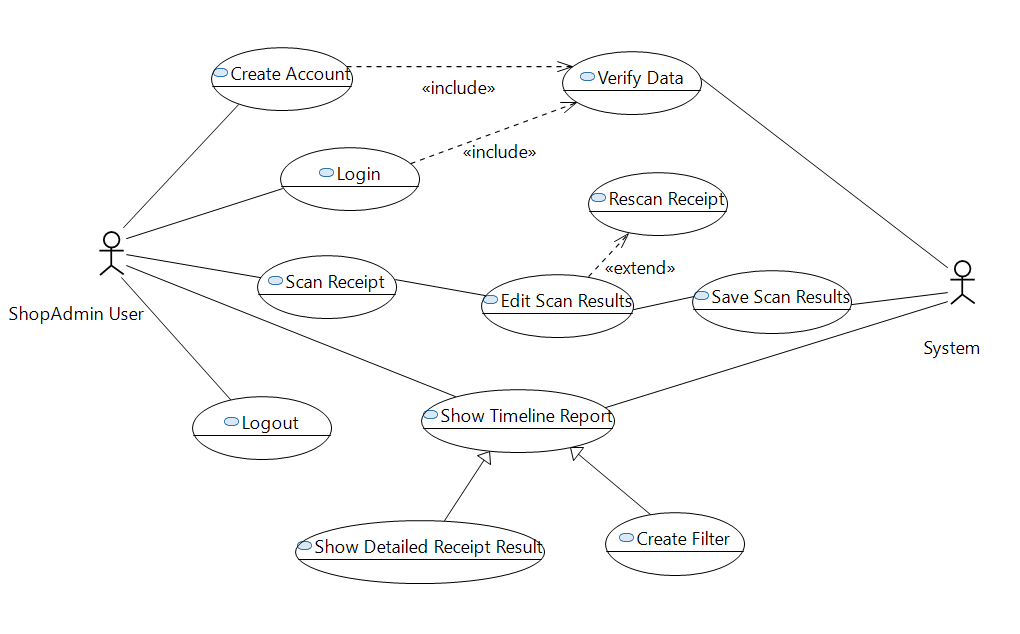 Create Account
Verify Data
«include»
«include»
Login
Rescan Receipt
«extend»
Scan Receipt
Edit Scan Results
Save Scan Results
ShopAdmin User
System
Show Timeline Report
Logout
Show Detailed Receipt Result
Create Filter